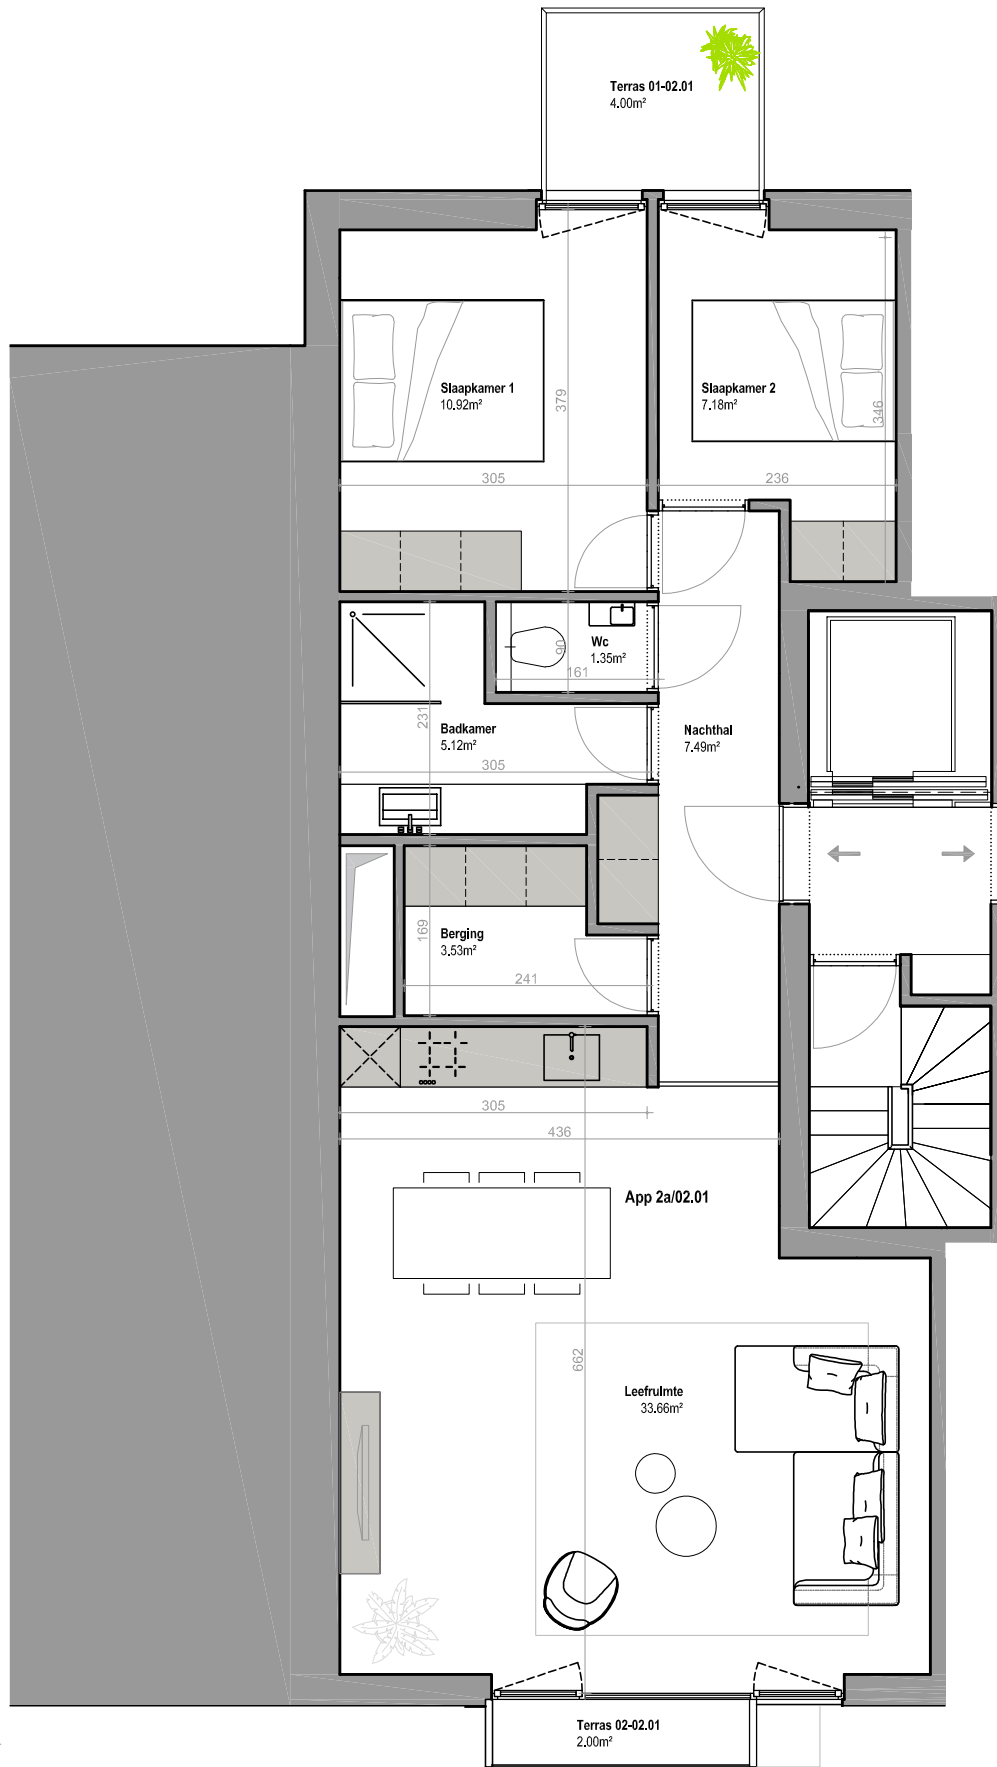 Terras 01-02.01
4.00m²
Slaapkamer 1
10.92m²
379
305
Slaapkamer 2
7.18m²
346
236
Wc
1.35m²
90
161
Badkamer
5.12m²
231
305
Nachthal
7.49m²
Berging
3.53m²
169
241
305
436
App 2a/02.01
662
Leefruimte
33.66m²
Terras 02-02.01
2.00m²